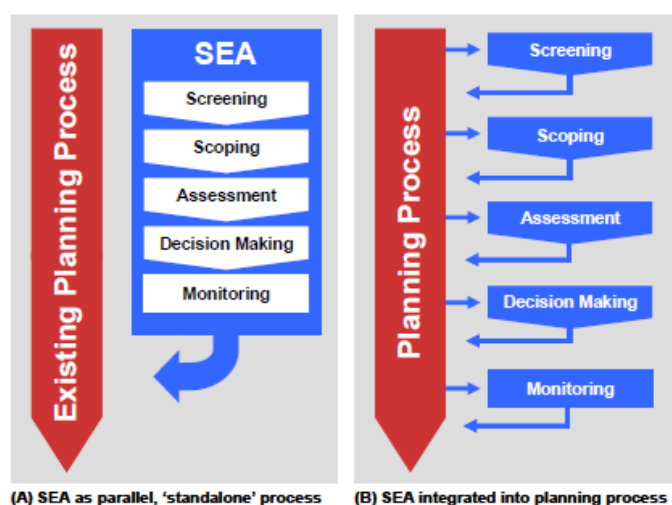 Existing Planning Process
SEA
Screening
Scoping
Assessment
Decision Making
Monitoring
(A) SEA as parallel, ‘standalone’ process
Planning Process
Screening
Scoping
Assessment
Decision Making
Monitoring
(B) SEA integrated into planning process